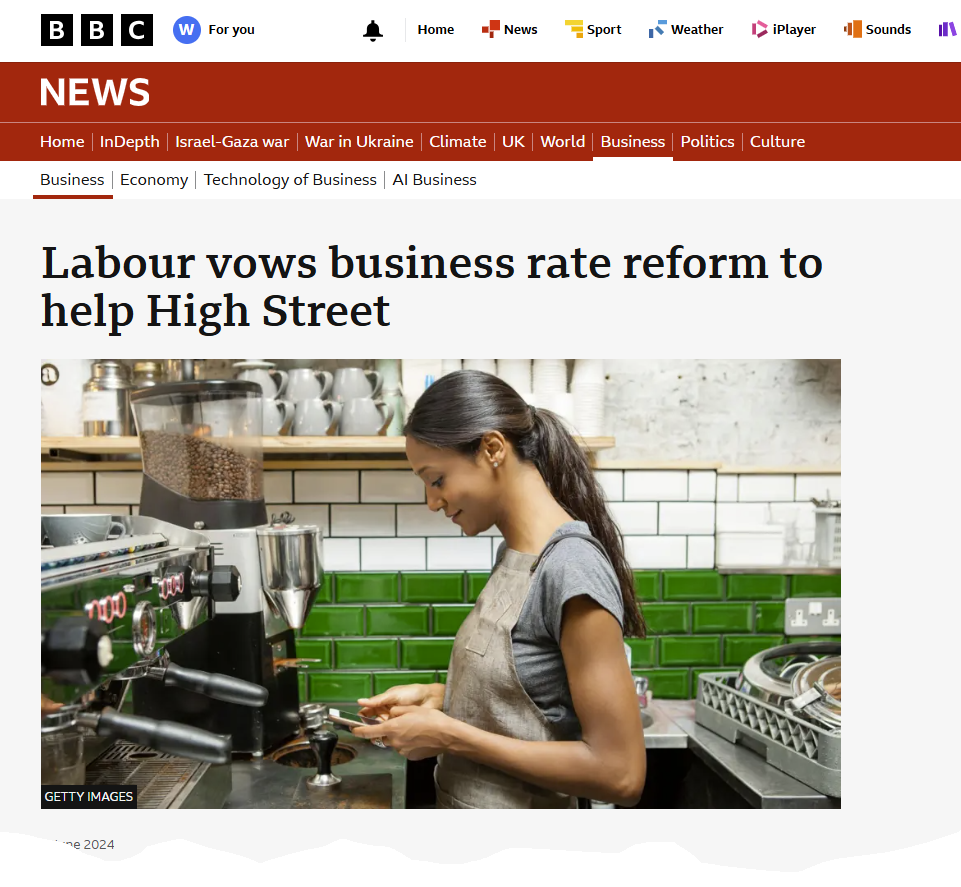 BBC W For you Home News Sport Weather iPlayer Sounds
NEWS
Home InDepth Israel-Gaza war War in Ukraine Climate UK World Business Politics Culture
Business Economy Technology of Business AI Business
Labour vows business rate reform to
help High Street
GETTY IMAGES
2024